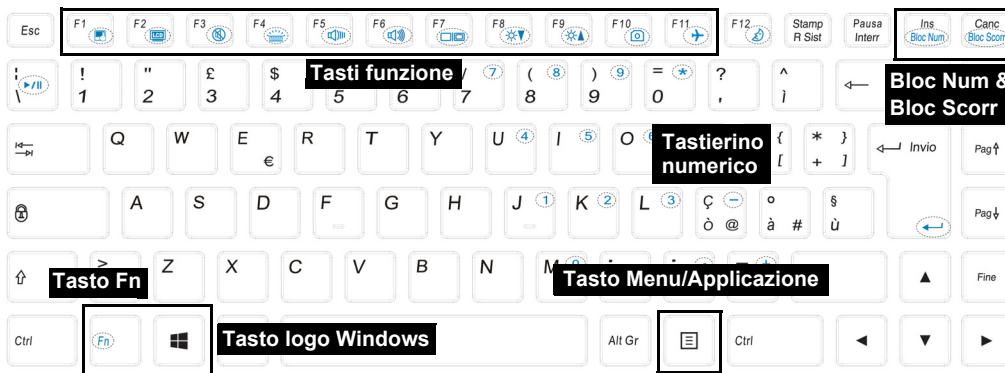 Esc F1 F2 F3 F4 F5 F6 F7 F8 F9 F10 F11 F12 Stamp R Sist Pausa Interr Ins Bloc Num Canc Bloc Scorr
Tasti funzione
Bloc Num &
Bloc Scorr
\ ! 1 " 2 £ 3 $ 4 5 6 / 7 7 ( 8 8 ) 9 9 = 0 * ? ' ^ ì
Q W E € R T Y U 4 I 5 O { [ * + } ] Invio Pag
Tastierino
numerico
A S D F G H J 1 K 2 L 3 Ç ò @ − ° à # § ù Pag
Tasto Fn
Z X C V B N M Fine
Tasto Menu/Applicazione
Ctrl Fn Alt Gr Ctrl
Tasto logo Windows